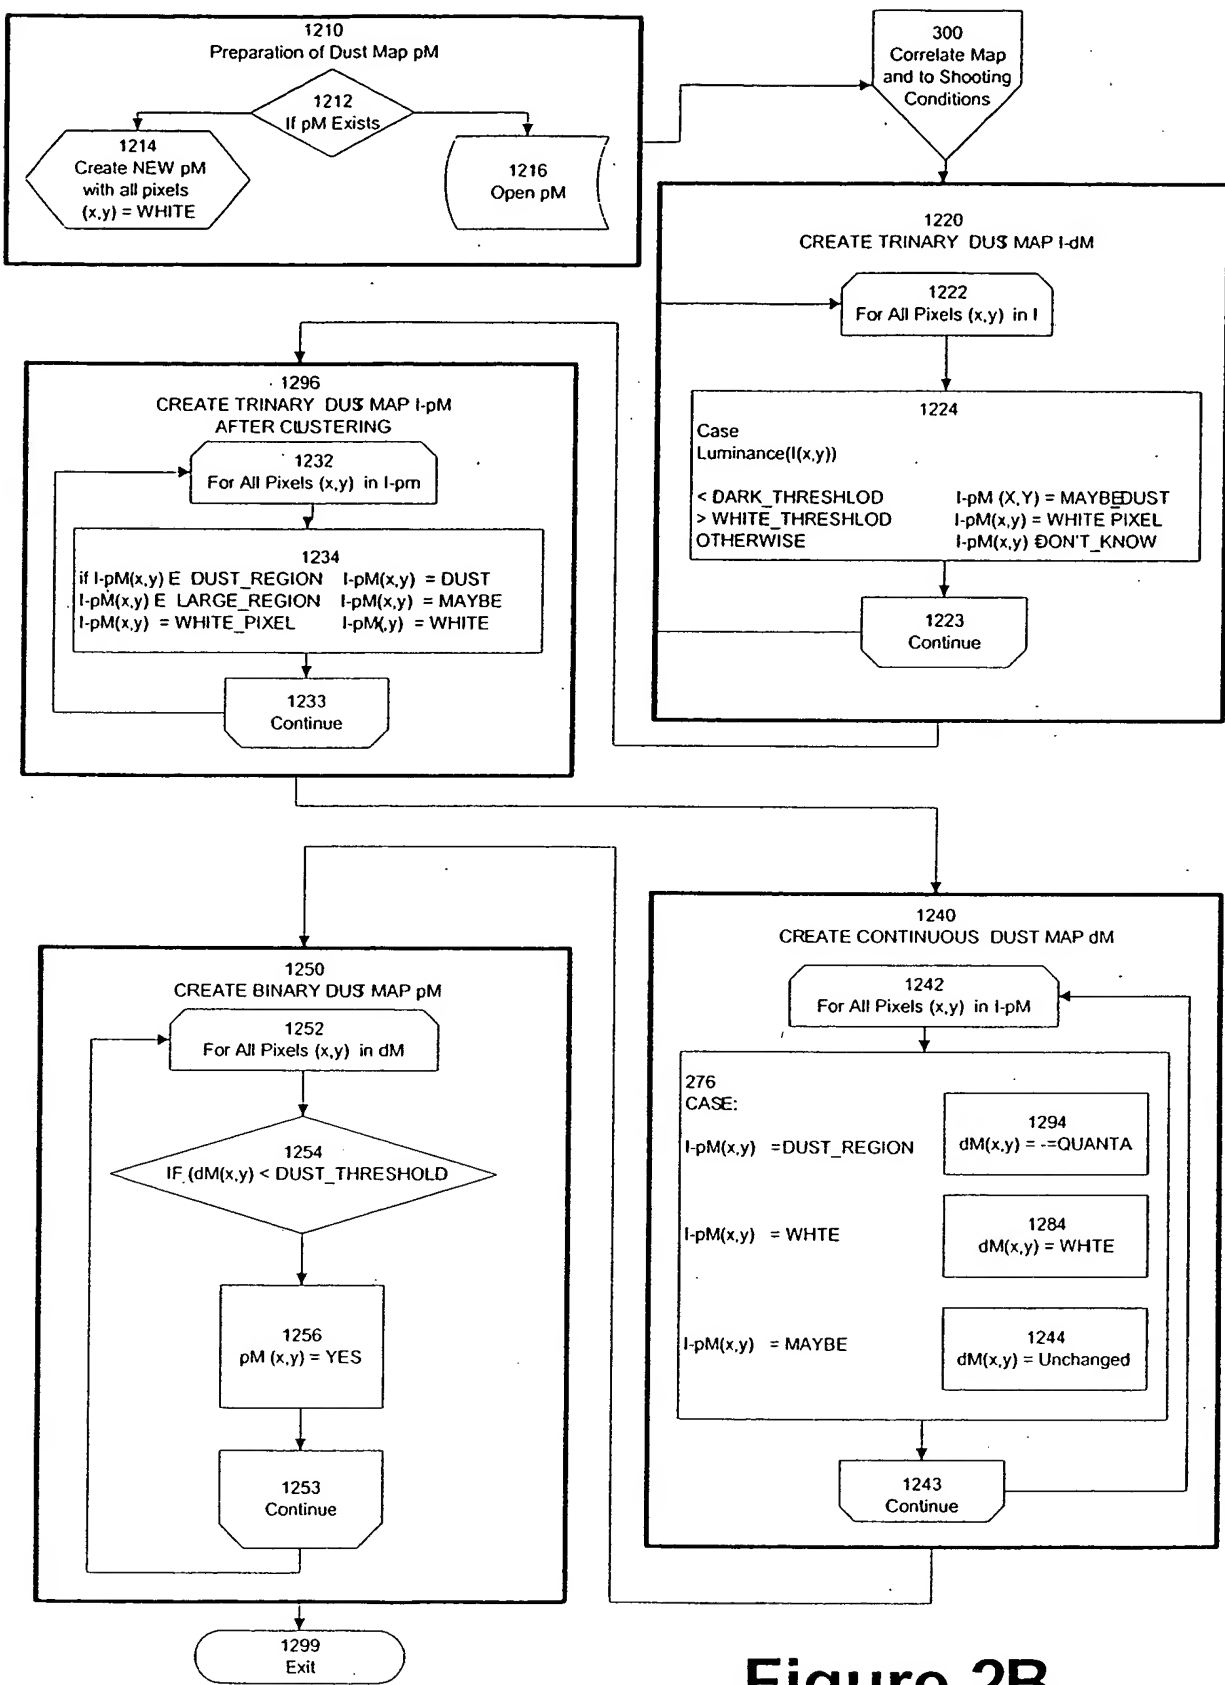 1210
Preparation of Dust Map pM
1212
If pM Exists
1214
Create NEW pM
with all pixels
(x,y) = WHITE
1216
Open pM
300
Correlate Map
and to Shooting
Conditions
1220
CREATE TRINARY DUS MAP I-dM
1222
For All Pixels (x,y) in I
1224
Case
Luminance(I(x,y))
< DARK_THRESHLOD I-pM (X,Y) = MAYBEDUST
> WHITE_THRESHLOD I-pM(x,y) = WHITE PIXEL
OTHERWISE I-pM(x,y) DON'T_KNOW
1223
Continue
1296
CREATE TRINARY DUS MAP I-pM
AFTER CLUSTERING
1232
For All Pixels (x,y) in I-pm
1234
if I-pM(x,y) E DUST_REGION I-pM(x,y) = DUST
I-pM(x,y) E LARGE_REGION I-pM(x,y) = MAYBE
I-pM(x,y) = WHITE_PIXEL I-pM(,y) = WHITE
1233
Continue
1240
CREATE CONTINUOUS DUST MAP dM
1242
For All Pixels (x,y) in I-pM
276
CASE:
I-pM(x,y) =DUST_REGION
1294
dM(x,y) = -=QUANTA
I-pM(x,y) = WHTE
1284
dM(x,y) = WHTE
I-pM(x,y) = MAYBE
1244
dM(x,y) = Unchanged
1243
Continue
1250
CREATE BINARY DUS MAP pM
1252
For All Pixels (x,y) in dM
1254
IF (dM(x,y) < DUST_THRESHOLD
1256
pM (x,y) = YES
1253
Continue
1299
Exit
Figure 2B